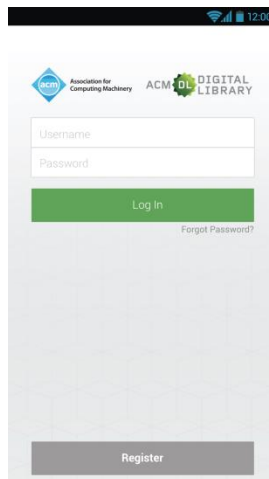 12:00
acm Association for
Computing Machinery
ACM DL DIGITAL
LIBRARY
Username
Password
Log In
Forgot Password?
Register